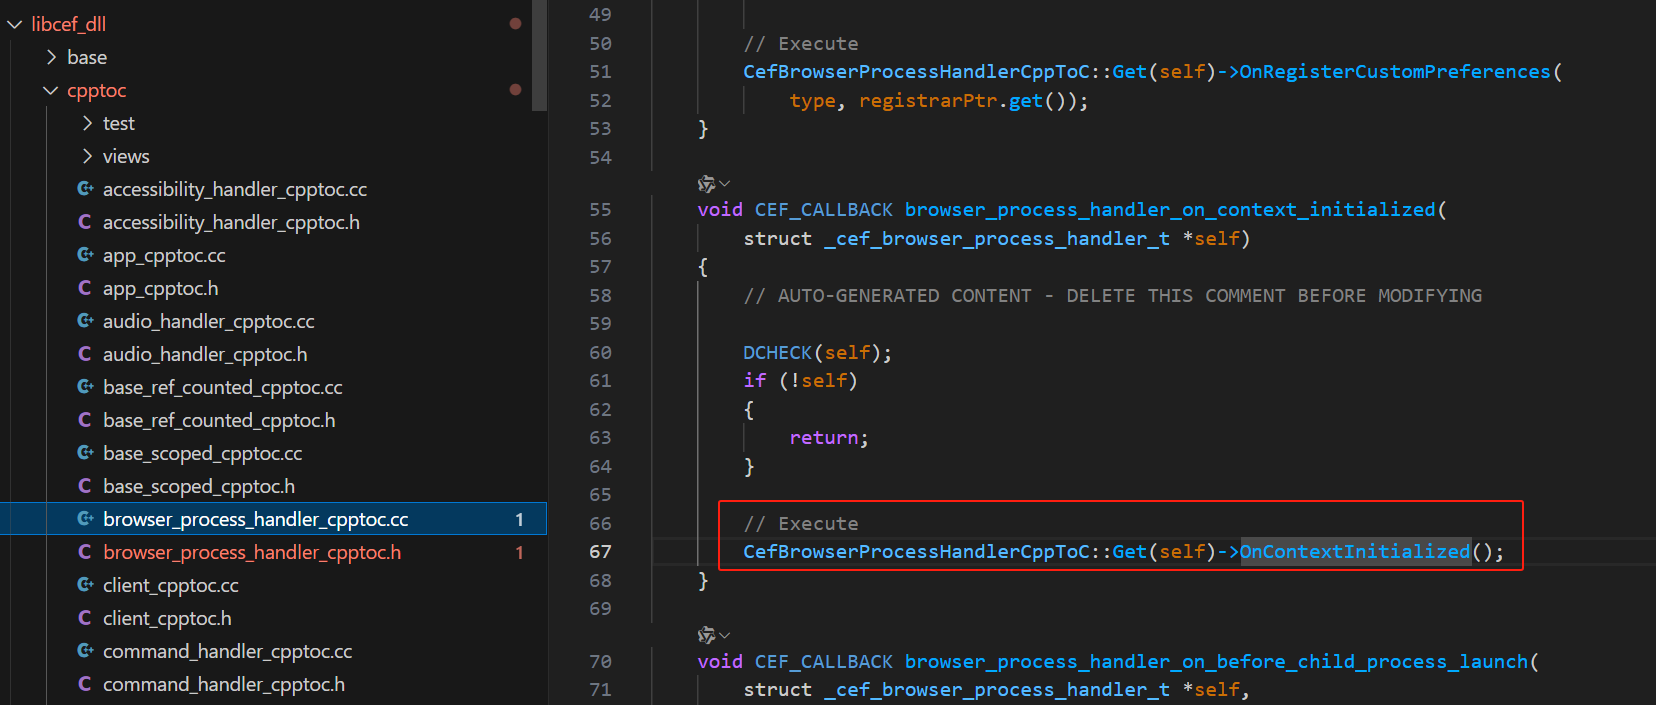 libcef_dll
base
cpptoc
test
views
accessibility_handler_cpptoc.cc
accessibility_handler_cpptoc.h
app_cpptoc.cc
app_cpptoc.h
audio_handler_cpptoc.cc
audio_handler_cpptoc.h
base_ref_counted_cpptoc.cc
base_ref_counted_cpptoc.h
base_scoped_cpptoc.cc
base_scoped_cpptoc.h
browser_process_handler_cpptoc.cc 1
browser_process_handler_cpptoc.h 1
client_cpptoc.cc
client_cpptoc.h
command_handler_cpptoc.cc
command_handler_cpptoc.h
49
50 // Execute
51 CefBrowserProcessHandlerCppToC::Get(self)->OnRegisterCustomPreferences(
52 type, registrarPtr.get());
53 }
54
55 void CEF_CALLBACK browser_process_handler_on_context_initialized(
56 struct _cef_browser_process_handler_t *self)
57 {
58 // AUTO-GENERATED CONTENT - DELETE THIS COMMENT BEFORE MODIFYING
59
60 DCHECK(self);
61 if (!self)
62 {
63 return;
64 }
65
66 // Execute
67 CefBrowserProcessHandlerCppToC::Get(self)->OnContextInitialized();
68 }
69
70 void CEF_CALLBACK browser_process_handler_on_before_child_process_launch(
71 struct _cef_browser_process_handler_t *self,